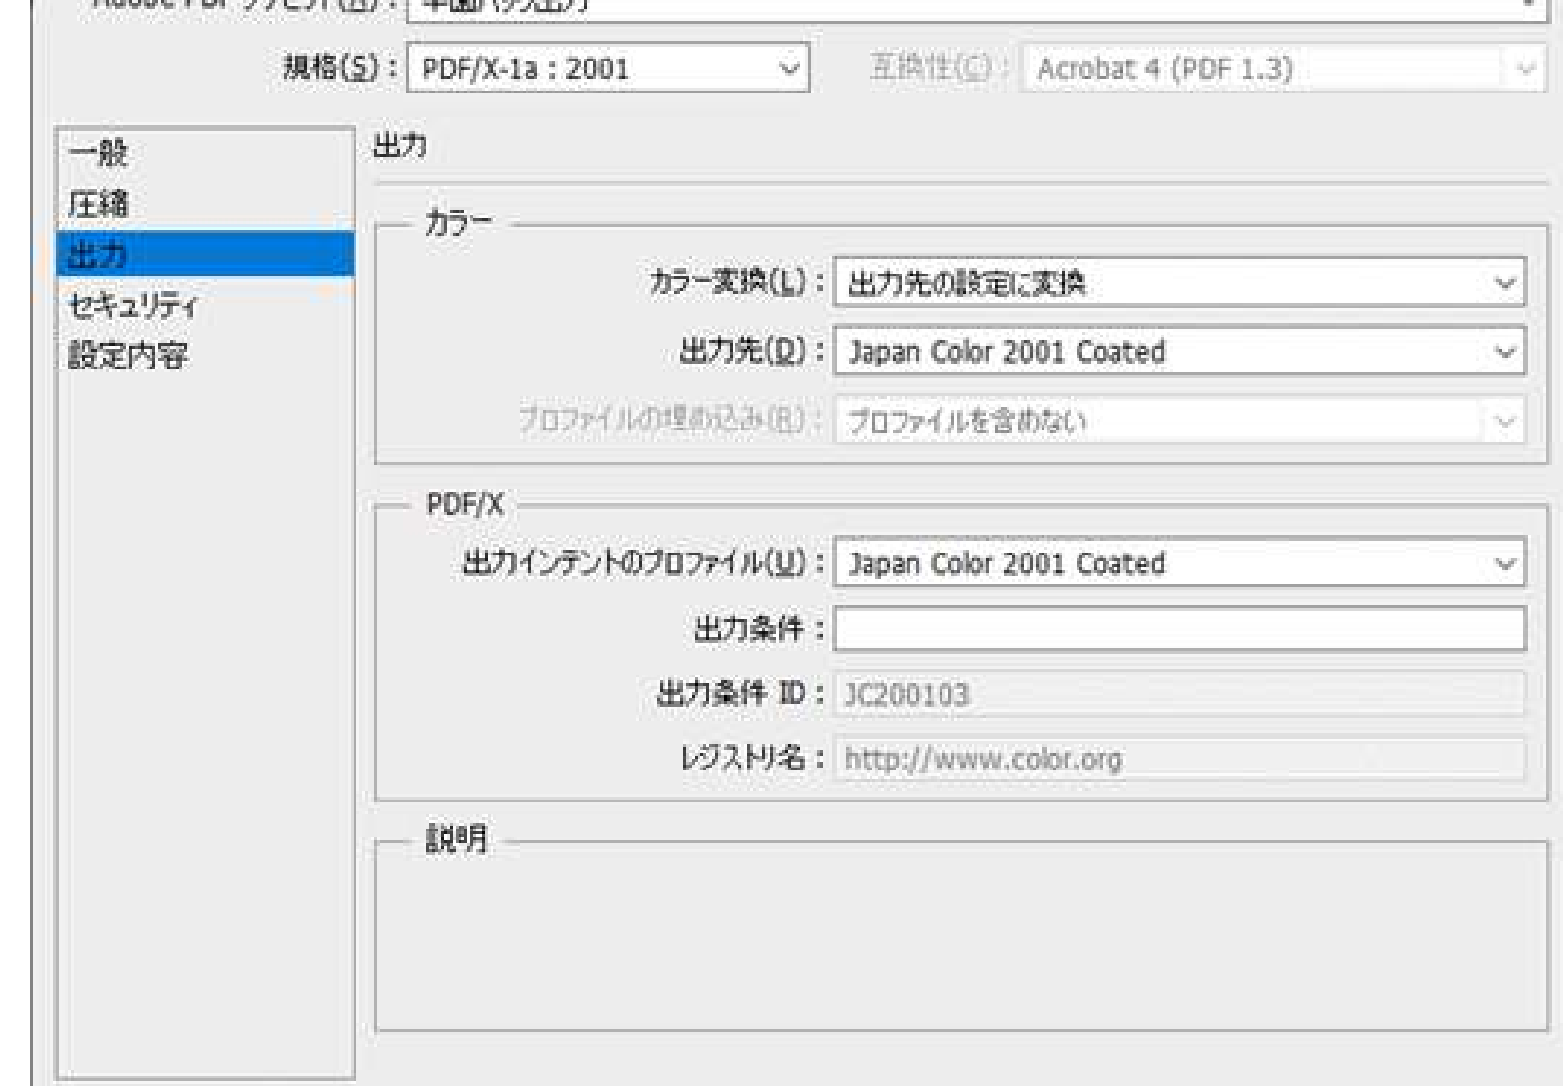 規格(S): PDF/X-1a : 2001
互換性(C): Acrobat 4 (PDF 1.3)
一般
圧縮
出力
セキュリティ
設定内容
出力
カラー
カラー変換(L): 出力先の設定に変換
出力先(D): Japan Color 2001 Coated
プロファイルの埋め込み(R): プロファイルを含めない
PDF/X
出力インテントのプロファイル(U): Japan Color 2001 Coated
出力条件:
出力条件 ID: JC200103
レジストリ名: http://www.color.org
説明